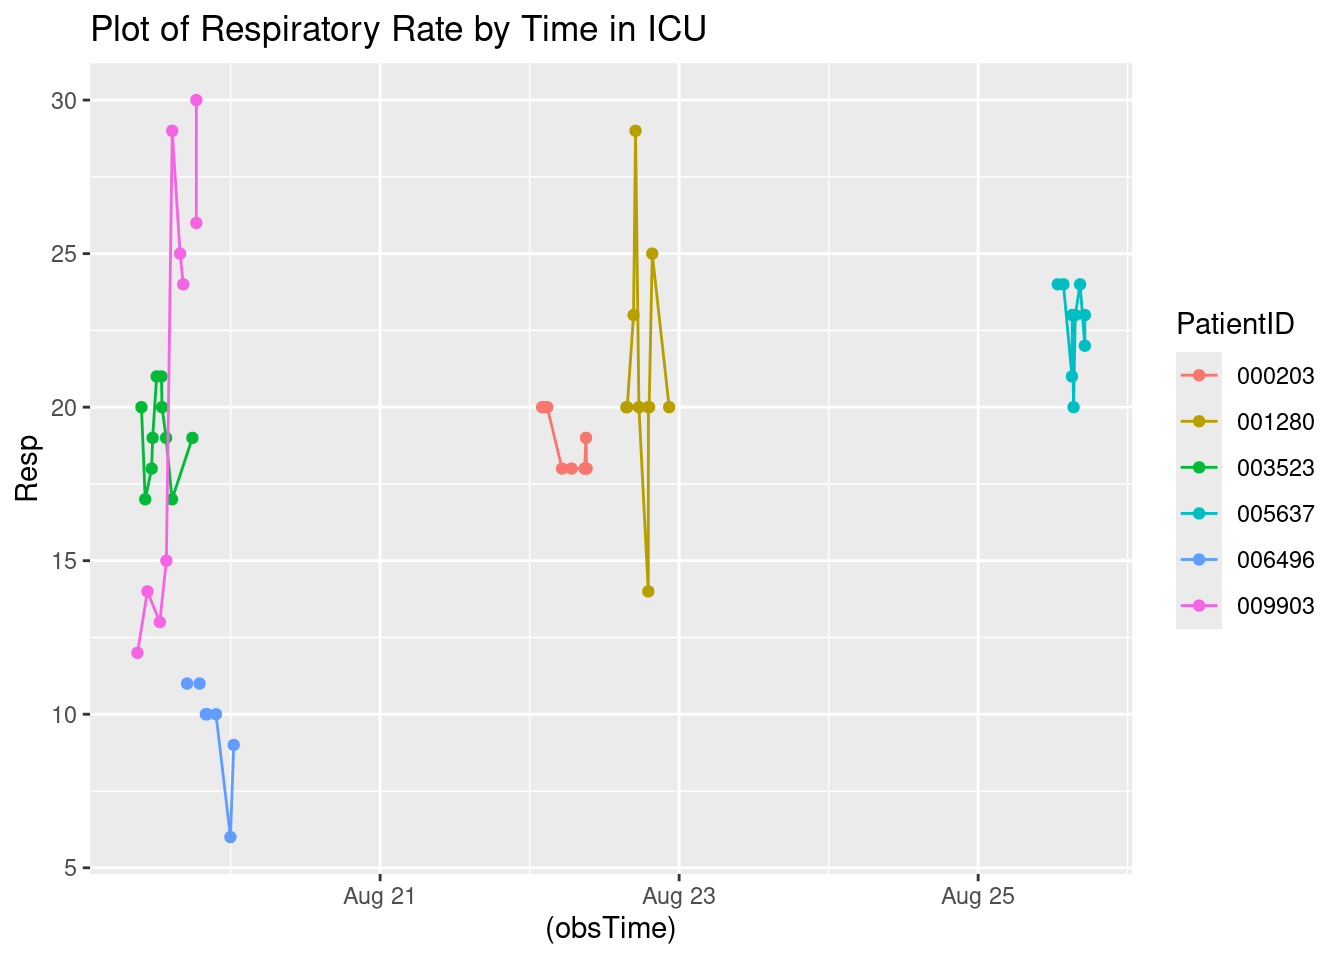 Plot of Respiratory Rate by Time in ICU
30
25
20
15
10
5
Resp
Aug 21
Aug 23
Aug 25
(obsTime)
PatientID
000203
001280
003523
005637
006496
009903